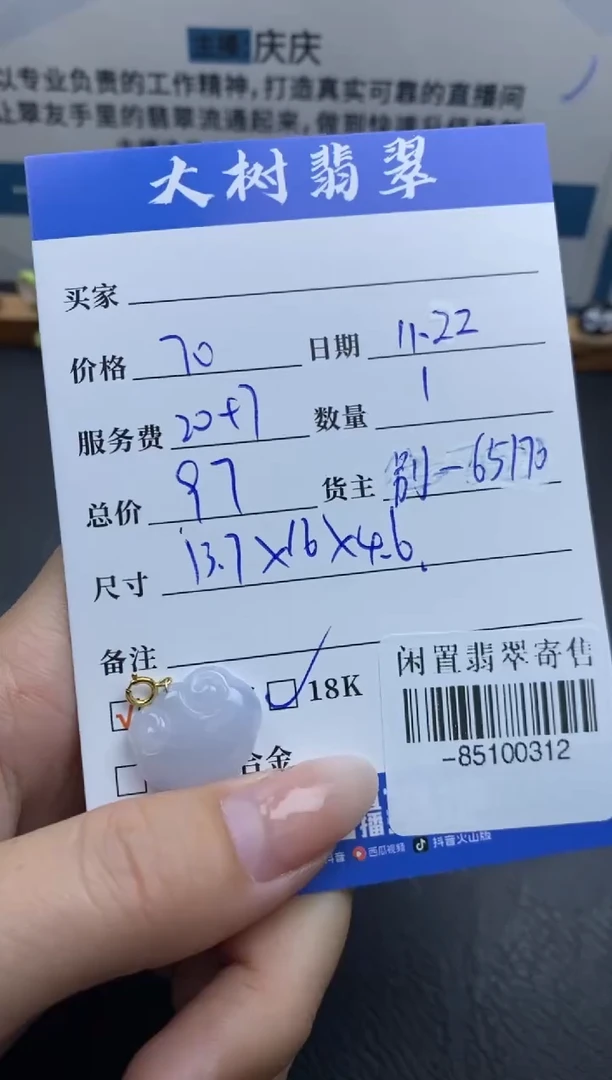 主播 庆庆
以专业负责的工作精神，打造真实可靠的直播间
让翠友手里的翡翠流通起来，
大树翡翠
买家
价格 70 日期 11.22
服务费 20+7 数量 1
总价 97 货主 别-65170
尺寸 13.7×16×4.6
备注
18K
合金
闲置翡翠寄售
-85100312
抖音 西瓜视频 抖音火山版